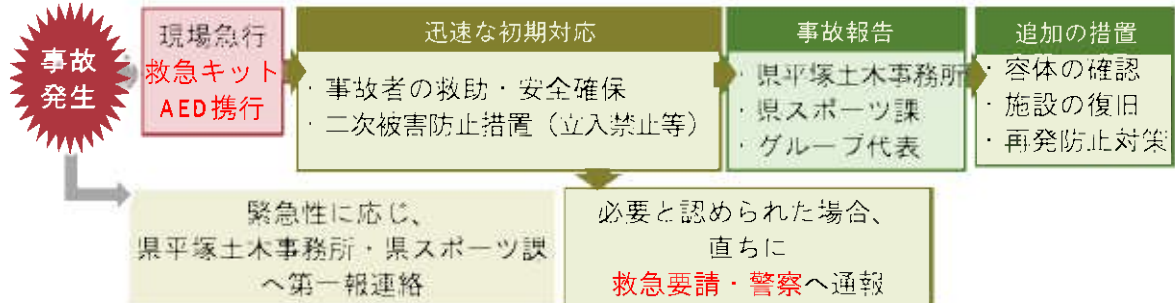 事故
発生
現場急行
救急キット
AED携行
迅速な初期対応
・事故者の救助・安全確保
・二次被害防止措置（立入禁止等）
事故報告
・県平塚土木事務所
・県スポーツ課
・グループ代表
追加の措置
・容体の確認
・施設の復旧
・再発防止対策
緊急性に応じ、
県平塚土木事務所・県スポーツ課
へ第一報連絡
必要と認められた場合、
直ちに
救急要請・警察へ通報